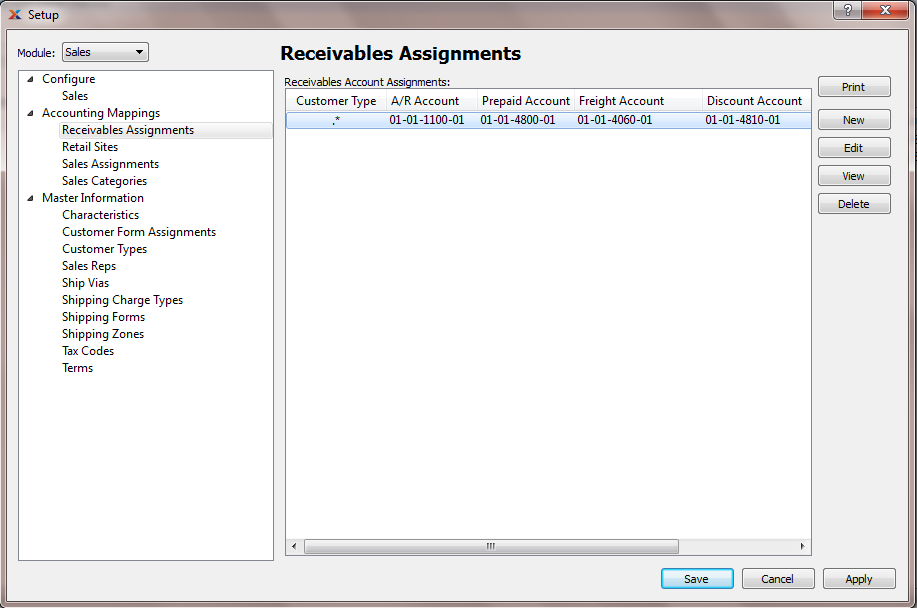 Setup
Module: Sales
Receivables Assignments
Configure
Sales
Accounting Mappings
Receivables Assignments
Retail Sites
Sales Assignments
Sales Categories
Master Information
Characteristics
Customer Form Assignments
Customer Types
Sales Reps
Ship Vias
Shipping Charge Types
Shipping Forms
Shipping Zones
Tax Codes
Terms
Receivables Account Assignments:
Customer Type A/R Account Prepaid Account Freight Account Discount Account
.* 01-01-1100-01 01-01-4800-01 01-01-4060-01 01-01-4810-01
Print
New
Edit
View
Delete
Save Cancel Apply